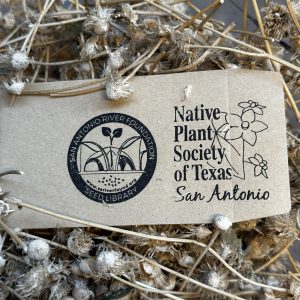 SAN ANTONIO RIVER FOUNDATION
SEED LIBRARY
Native
Plant
Society
of Texas
San Antonio